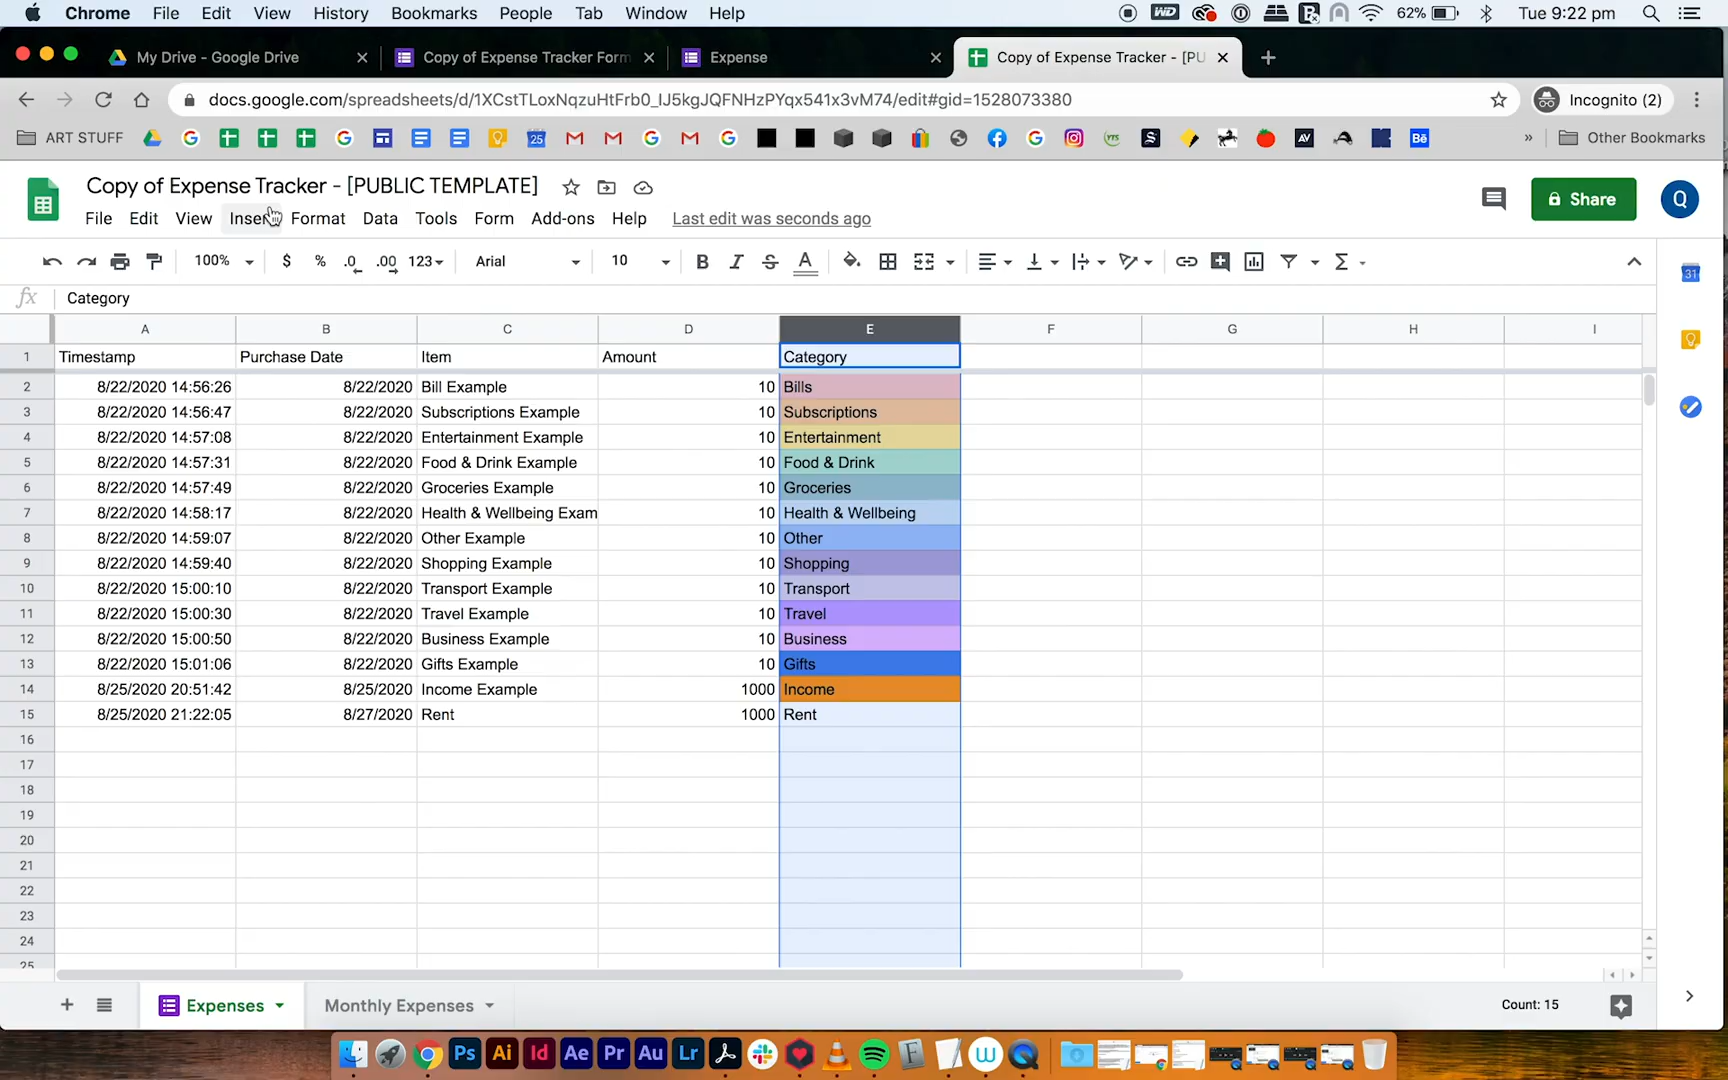 Chrome File Edit View History Bookmarks People Tab Window Help WD 62% Tue 9:22 pm
My Drive - Google Drive Copy of Expense Tracker Form Expense Copy of Expense Tracker - [PU
docs.google.com/spreadsheets/d/1XCstTLoxNqzuHtFrb0_IJ5kgJQFNHzPYqx541x3vM74/edit#gid=1528073380 Incognito (2)
ART STUFF 25 YTS S AV Bē » Other Bookmarks
Copy of Expense Tracker - [PUBLIC TEMPLATE] Share Q
File Edit View Insert Format Data Tools Form Add-ons Help Last edit was seconds ago
100% $ % .0 .00 123 Arial 10 B I S A Σ 31
fx Category
A B C D E F G H I
1 Timestamp Purchase Date Item Amount Category
2 8/22/2020 14:56:26 8/22/2020 Bill Example 10 Bills
3 8/22/2020 14:56:47 8/22/2020 Subscriptions Example 10 Subscriptions
4 8/22/2020 14:57:08 8/22/2020 Entertainment Example 10 Entertainment
5 8/22/2020 14:57:31 8/22/2020 Food & Drink Example 10 Food & Drink
6 8/22/2020 14:57:49 8/22/2020 Groceries Example 10 Groceries
7 8/22/2020 14:58:17 8/22/2020 Health & Wellbeing Exam 10 Health & Wellbeing
8 8/22/2020 14:59:07 8/22/2020 Other Example 10 Other
9 8/22/2020 14:59:40 8/22/2020 Shopping Example 10 Shopping
10 8/22/2020 15:00:10 8/22/2020 Transport Example 10 Transport
11 8/22/2020 15:00:30 8/22/2020 Travel Example 10 Travel
12 8/22/2020 15:00:50 8/22/2020 Business Example 10 Business
13 8/22/2020 15:01:06 8/22/2020 Gifts Example 10 Gifts
14 8/25/2020 20:51:42 8/25/2020 Income Example 1000 Income
15 8/25/2020 21:22:05 8/27/2020 Rent 1000 Rent
16
17
18
19
20
21
22
23
24
25
Expenses Monthly Expenses Count: 15
Ps Ai Id Ae Pr Au Lr W